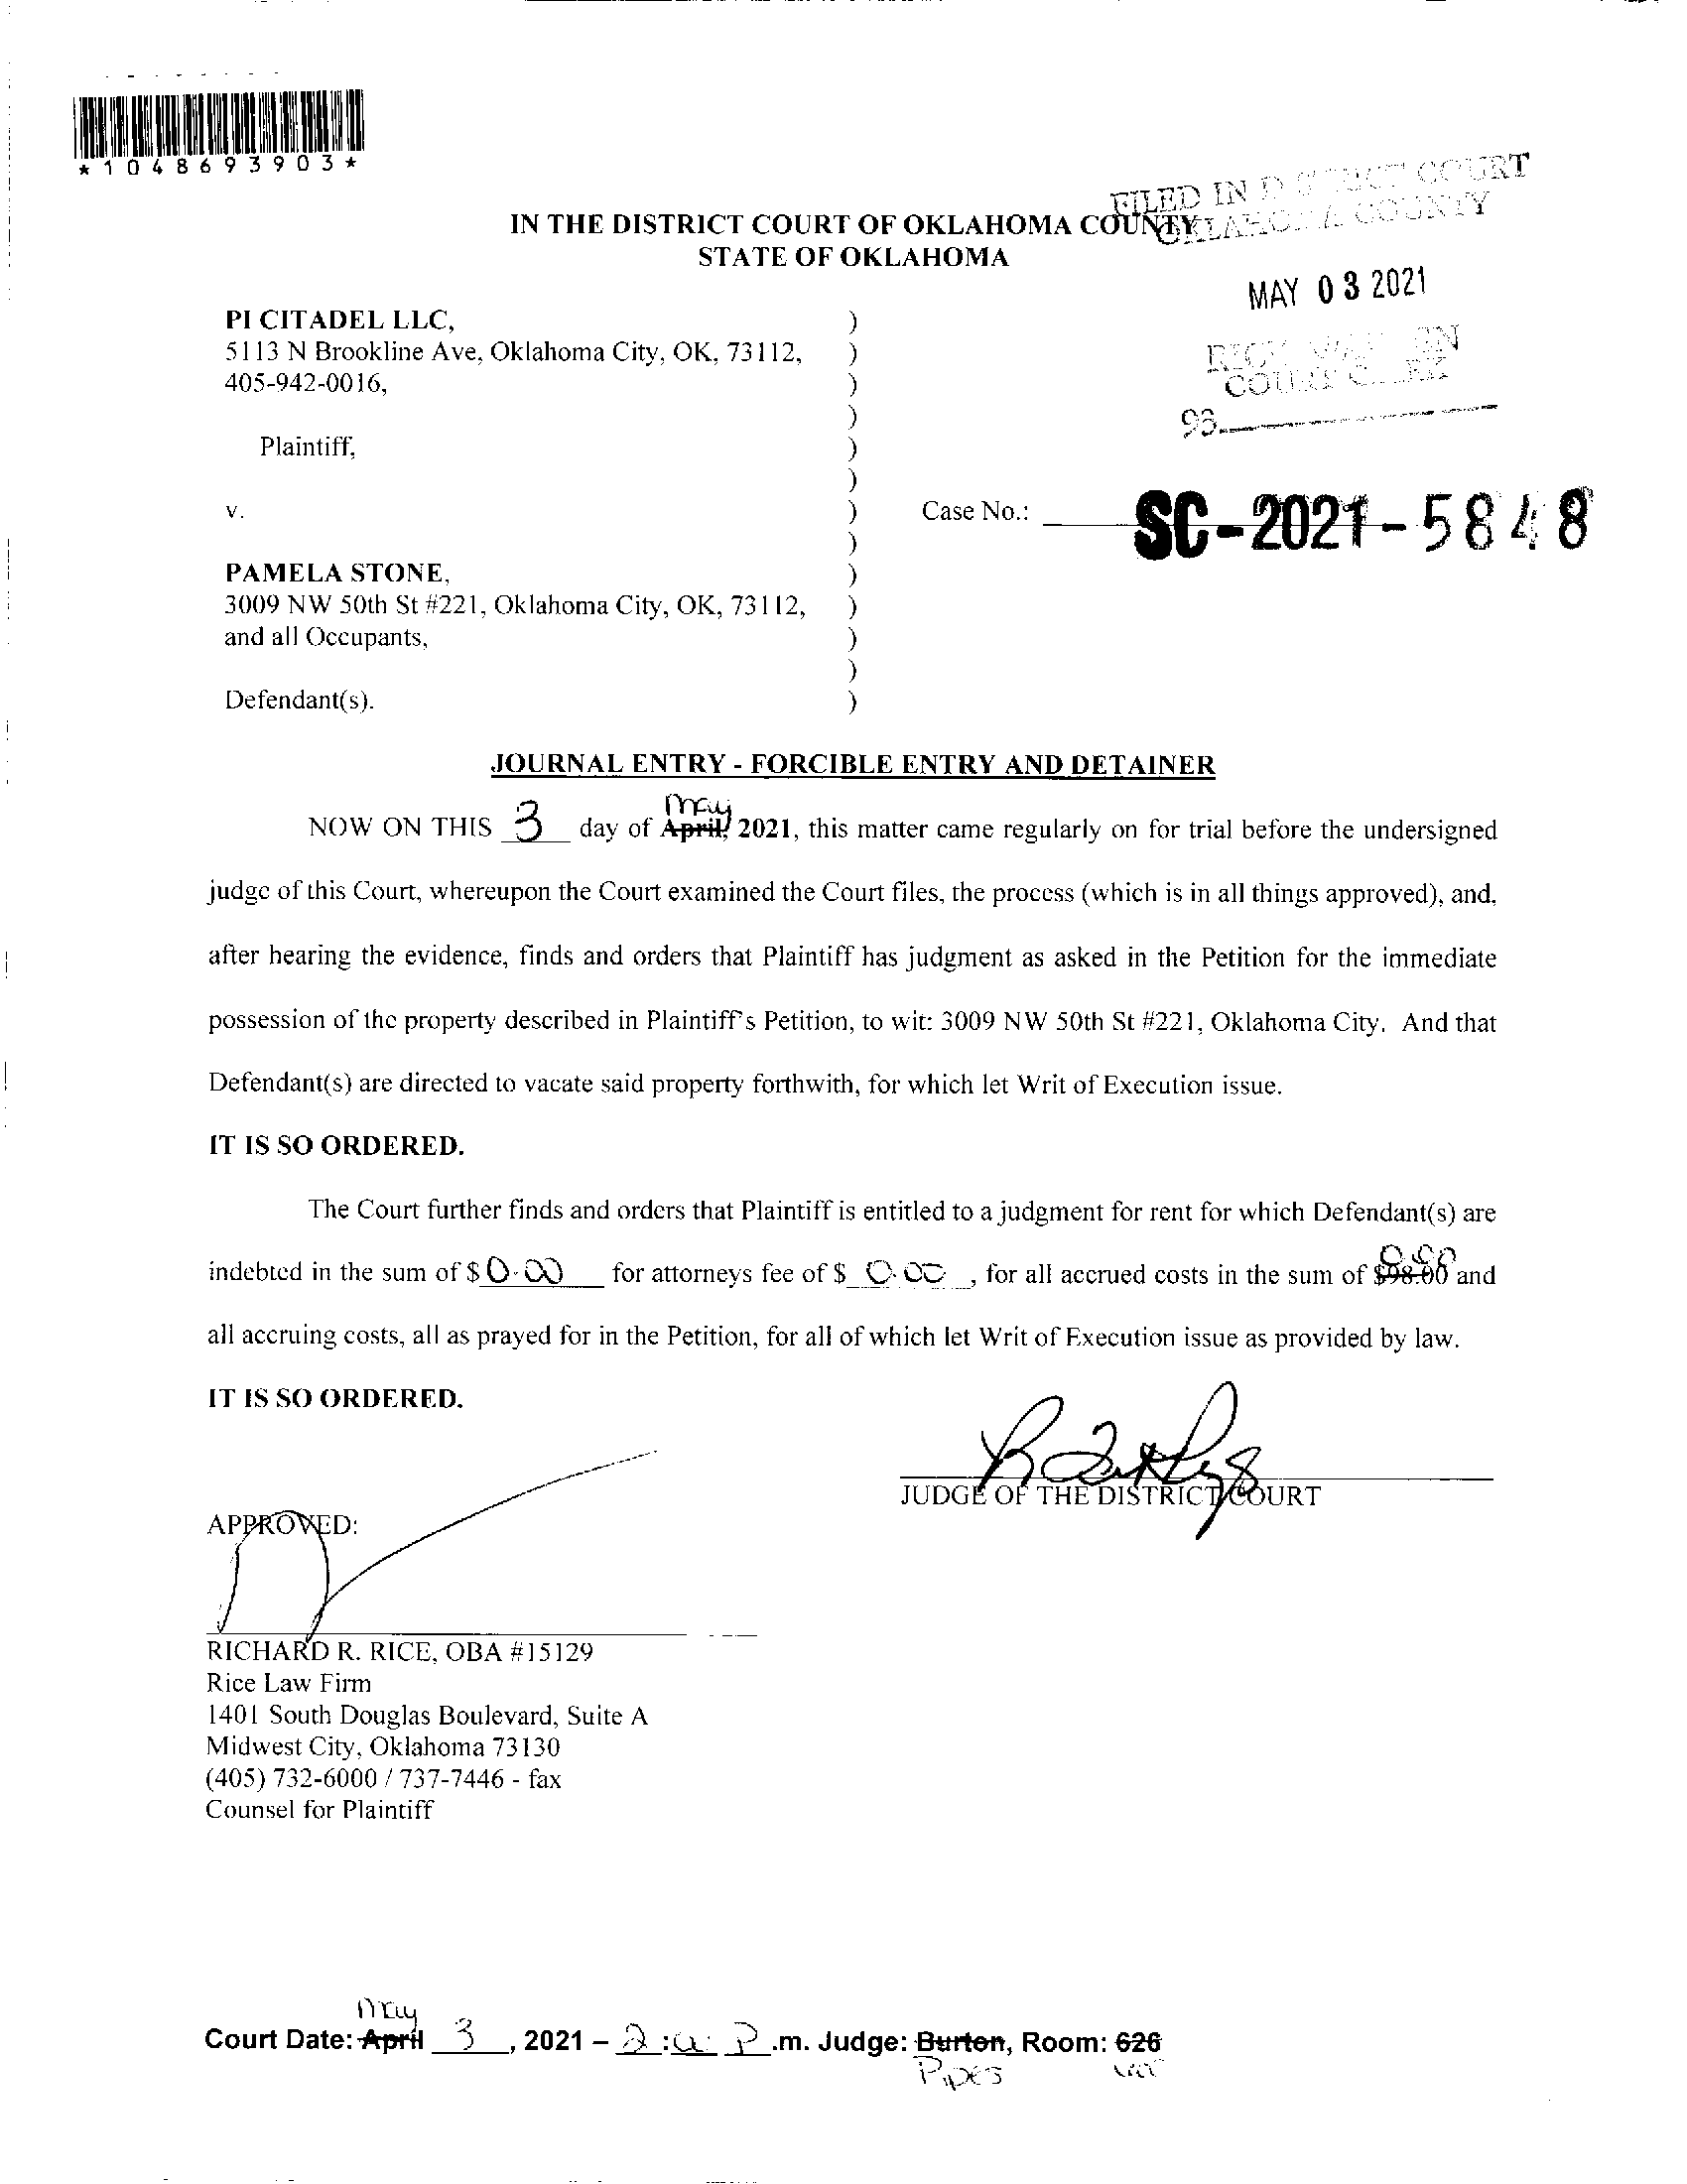 *1048693903*
FILED IN DISTRICT COURT
OKLAHOMA COUNTY
IN THE DISTRICT COURT OF OKLAHOMA COUNTY
STATE OF OKLAHOMA
MAY 03 2021
COURT CLERK
PI CITADEL LLC, )
5113 N Brookline Ave, Oklahoma City, OK, 73112, )
405-942-0016, )
)
Plaintiff, )
)
v. )
Case No.: SC-2021-5848
)
PAMELA STONE, )
3009 NW 50th St #221, Oklahoma City, OK, 73112, )
and all Occupants, )
)
Defendant(s). )
JOURNAL ENTRY - FORCIBLE ENTRY AND DETAINER
May
NOW ON THIS 3 day of April, 2021, this matter came regularly on for trial before the undersigned
judge of this Court, whereupon the Court examined the Court files, the process (which is in all things approved), and,
after hearing the evidence, finds and orders that Plaintiff has judgment as asked in the Petition for the immediate
possession of the property described in Plaintiff's Petition, to wit: 3009 NW 50th St #221, Oklahoma City. And that
Defendant(s) are directed to vacate said property forthwith, for which let Writ of Execution issue.
IT IS SO ORDERED.
The Court further finds and orders that Plaintiff is entitled to a judgment for rent for which Defendant(s) are
0.00
indebted in the sum of $ 0.00 for attorneys fee of $ 0.00 , for all accrued costs in the sum of $98.00 and
all accruing costs, all as prayed for in the Petition, for all of which let Writ of Execution issue as provided by law.
IT IS SO ORDERED.
JUDGE OF THE DISTRICT COURT
APPROVED:
RICHARD R. RICE, OBA #15129
Rice Law Firm
1401 South Douglas Boulevard, Suite A
Midwest City, Oklahoma 73130
(405) 732-6000 / 737-7446 - fax
Counsel for Plaintiff
May
Court Date: April 3, 2021 – 2: P.m. Judge: Burton, Room: 626
Pipes